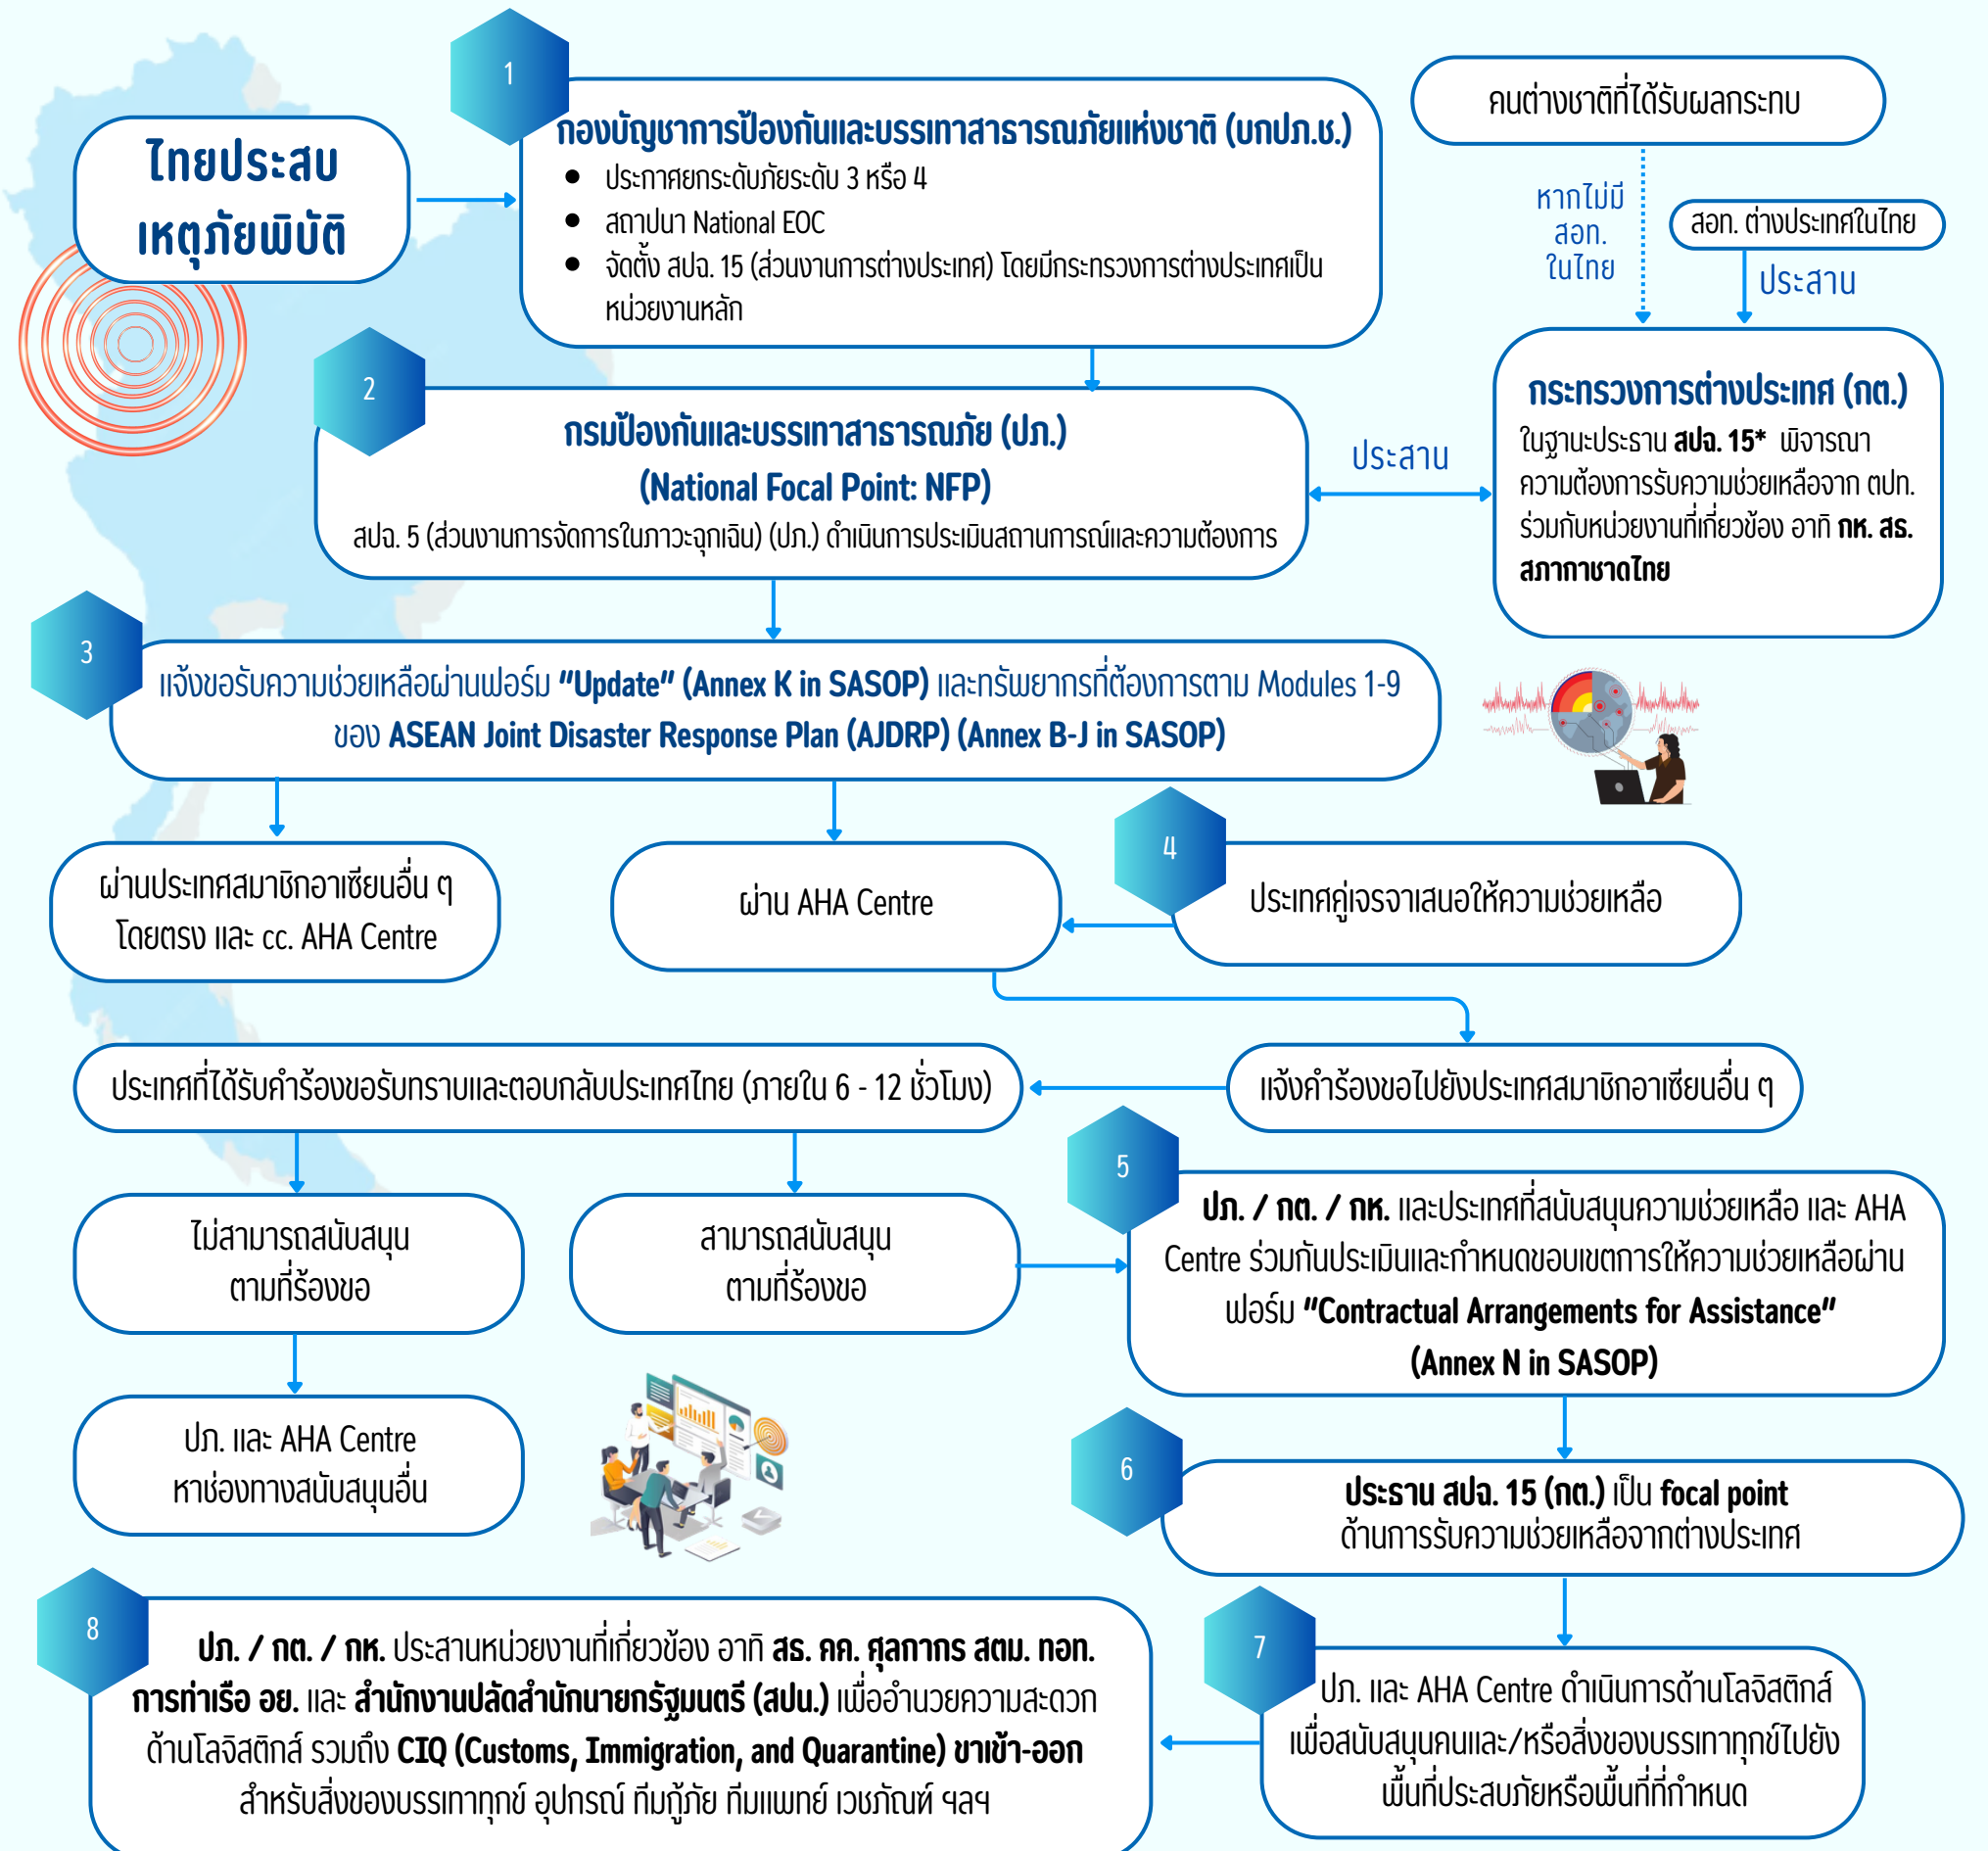 ไทยประสบ
เหตุภัยพิบัติ
1
กองบัญชาการป้องกันและบรรเทาสาธารณภัยแห่งชาติ (บกปภ.ช.)
● ประกาศยกระดับภัยระดับ 3 หรือ 4
● สถาปนา National EOC
● จัดตั้ง สปฉ. 15 (ส่วนงานการต่างประเทศ) โดยมีกระทรวงการต่างประเทศเป็น
หน่วยงานหลัก
คนต่างชาติที่ได้รับผลกระทบ
หากไม่มี
สอท.
ในไทย
สอท. ต่างประเทศในไทย
ประสาน
2
กรมป้องกันและบรรเทาสาธารณภัย (ปภ.)
(National Focal Point: NFP)
สปฉ. 5 (ส่วนงานการจัดการในภาวะฉุกเฉิน) (ปภ.) ดำเนินการประเมินสถานการณ์และความต้องการ
ประสาน
กระทรวงการต่างประเทศ (กต.)
ในฐานะประธาน สปฉ. 15* พิจารณา
ความต้องการรับความช่วยเหลือจาก ตปท.
ร่วมกับหน่วยงานที่เกี่ยวข้อง อาทิ กห. สธ.
สภากาชาดไทย
3
แจ้งขอรับความช่วยเหลือผ่านฟอร์ม "Update" (Annex K in SASOP) และทรัพยากรที่ต้องการตาม Modules 1-9
ของ ASEAN Joint Disaster Response Plan (AJDRP) (Annex B-J in SASOP)
ผ่านประเทศสมาชิกอาเซียนอื่น ๆ
โดยตรง และ cc. AHA Centre
ผ่าน AHA Centre
4
ประเทศคู่เจรจาเสนอให้ความช่วยเหลือ
ประเทศที่ได้รับคำร้องขอรับทราบและตอบกลับประเทศไทย (ภายใน 6 - 12 ชั่วโมง)
แจ้งคำร้องขอไปยังประเทศสมาชิกอาเซียนอื่น ๆ
ไม่สามารถสนับสนุน
ตามที่ร้องขอ
สามารถสนับสนุน
ตามที่ร้องขอ
5
ปภ. / กต. / กห. และประเทศที่สนับสนุนความช่วยเหลือ และ AHA
Centre ร่วมกันประเมินและกำหนดขอบเขตการให้ความช่วยเหลือผ่าน
ฟอร์ม "Contractual Arrangements for Assistance"
(Annex N in SASOP)
ปภ. และ AHA Centre
หาช่องทางสนับสนุนอื่น
6
ประธาน สปฉ. 15 (กต.) เป็น focal point
ด้านการรับความช่วยเหลือจากต่างประเทศ
7
ปภ. และ AHA Centre ดำเนินการด้านโลจิสติกส์
เพื่อสนับสนุนคนและ/หรือสิ่งของบรรเทาทุกข์ไปยัง
พื้นที่ประสบภัยหรือพื้นที่ที่กำหนด
8
ปภ. / กต. / กห. ประสานหน่วยงานที่เกี่ยวข้อง อาทิ สธ. คค. ศุลกากร สตม. ทอท.
การท่าเรือ อย. และ สำนักงานปลัดสำนักนายกรัฐมนตรี (สปน.) เพื่ออำนวยความสะดวก
ด้านโลจิสติกส์ รวมถึง CIQ (Customs, Immigration, and Quarantine) ขาเข้า-ออก
สำหรับสิ่งของบรรเทาทุกข์ อุปกรณ์ ทีมกู้ภัย ทีมแพทย์ เวชภัณฑ์ ฯลฯ